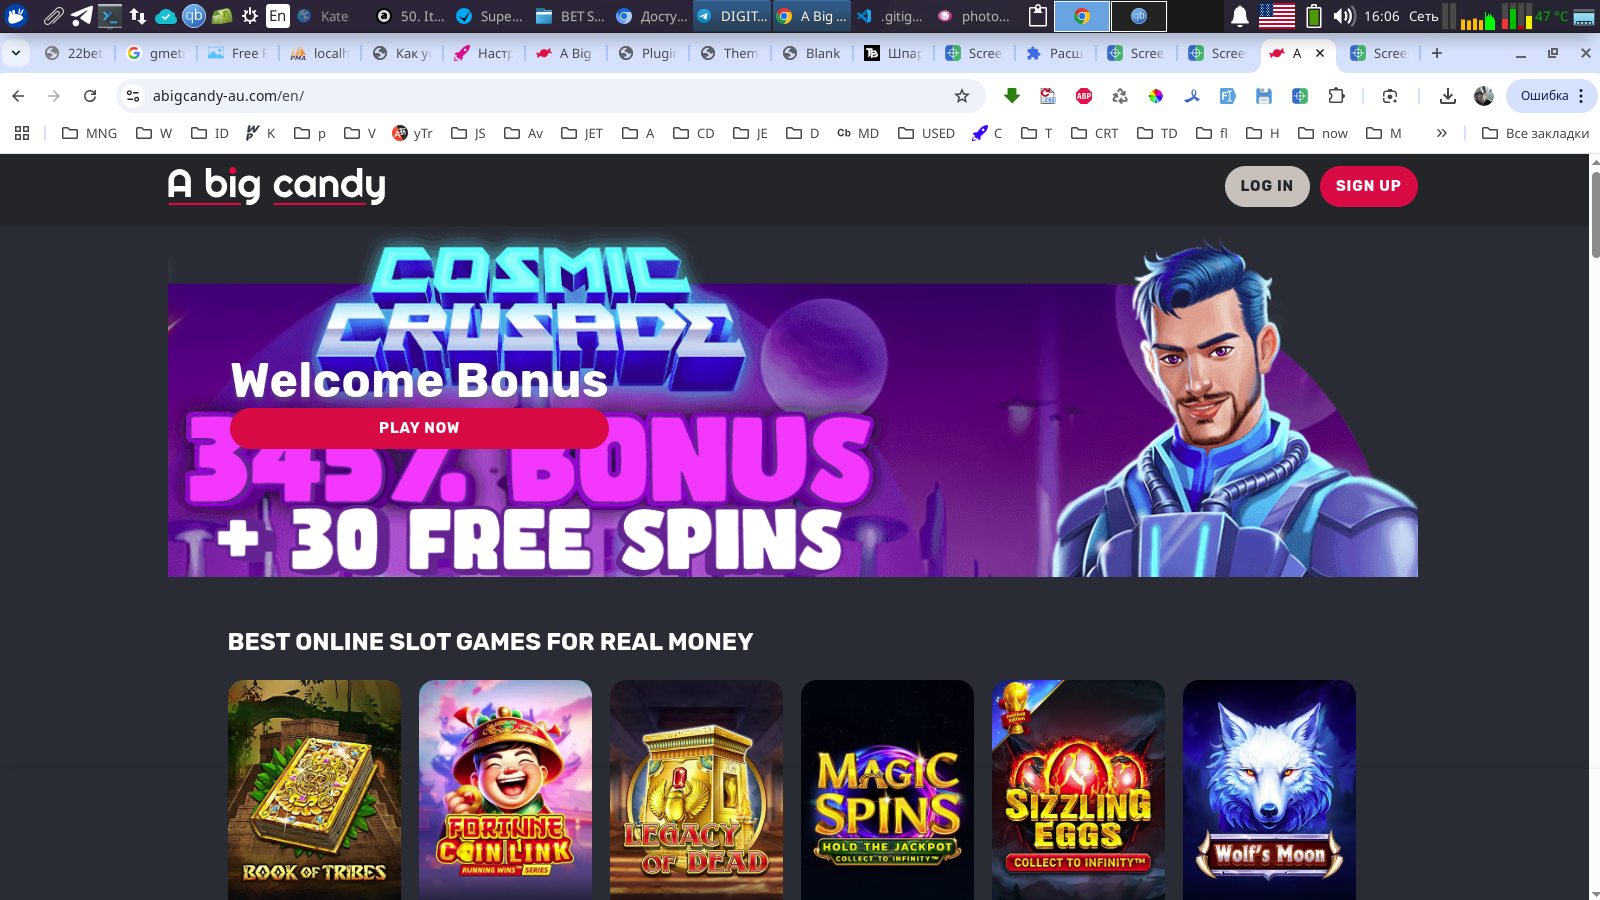 En
Kate
50. It...
Supe...
BET S...
Досту...
DIGIT...
A Big ...
.gitig...
photo...
16:06
Сеть
47 °C
22bet
gmet
Free F
localh
Как у
Настр
A Big
Plugin
Them
Blank
Шпар
Scree
Расш
Scree
Scree
A
Scree
abigcandy-au.com/en/
Ошибка
MNG
W
ID
K
p
V
yTr
JS
Av
JET
A
CD
JE
D
MD
USED
C
T
CRT
TD
fl
H
now
M
Все закладки
A big candy
LOG IN
SIGN UP
COSMIC
CRUSADE
Welcome Bonus
PLAY NOW
345% BONUS
+ 30 FREE SPINS
BEST ONLINE SLOT GAMES FOR REAL MONEY
BOOK OF TRIBES
FORTUNE
COIN LINK
RUNNING WINS™ SERIES
LEGACY
OF DEAD
MAGIC
SPINS
HOLD THE JACKPOT
COLLECT TO INFINITY™
SIZZLING
EGGS
COLLECT TO INFINITY™
Wolf's Moon